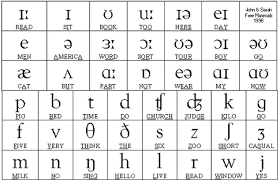 iː ɪ ʊ uː ɪə eɪ John & Sarah
Free Materials
1996
READ SIT BOOK TOO HERE DAY
e ə ɜː ɔː ʊə ɔɪ əʊ
MEN AMERICA WORD SORT TOUR BOY GO
æ ʌ ɑː ɒ eə aɪ aʊ
CAT BUT PART NOT WEAR MY HOW
p b t d ʧ ʤ k g
PIG BED TIME DO CHURCH JUDGE KILO GO
f v θ ð s z ʃ ʒ
FIVE VERY THINK THE SIX ZOO SHORT CASUAL
m n ŋ h l r w j
MILK NO SING HELLO LIVE READ WINDOW YES